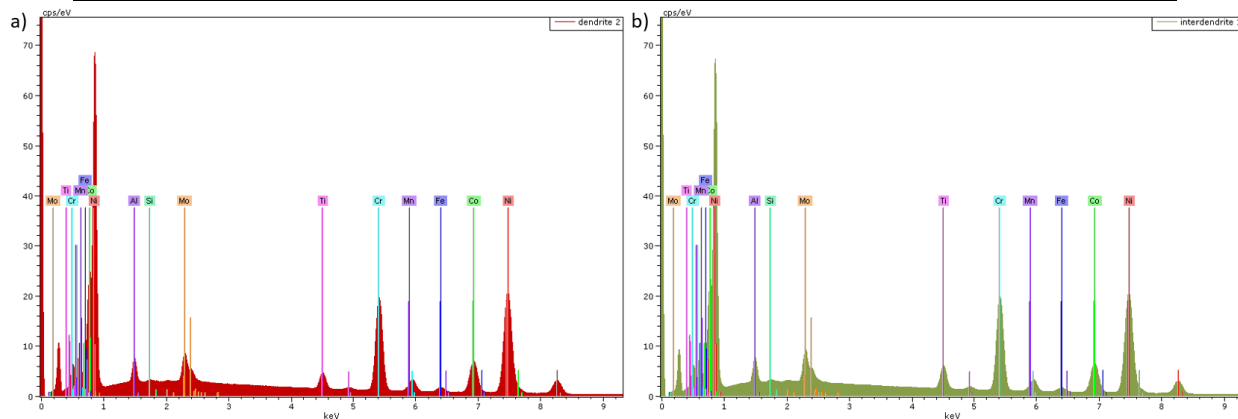 a)
cps/eV
dendrite 2
70
60
50
40
30
20
10
0
Fe
Ti Mn Co
Mo Cr Ni Al Si Mo Ti Cr Mn Fe Co Ni
0 1 2 3 4 5 6 7 8 9
keV
b)
cps/eV
interdendrite
70
60
50
40
30
20
10
0
Fe
Ti Mn Co
Mo Cr Ni Al Si Mo Ti Cr Mn Fe Co Ni
0 1 2 3 4 5 6 7 8 9
keV